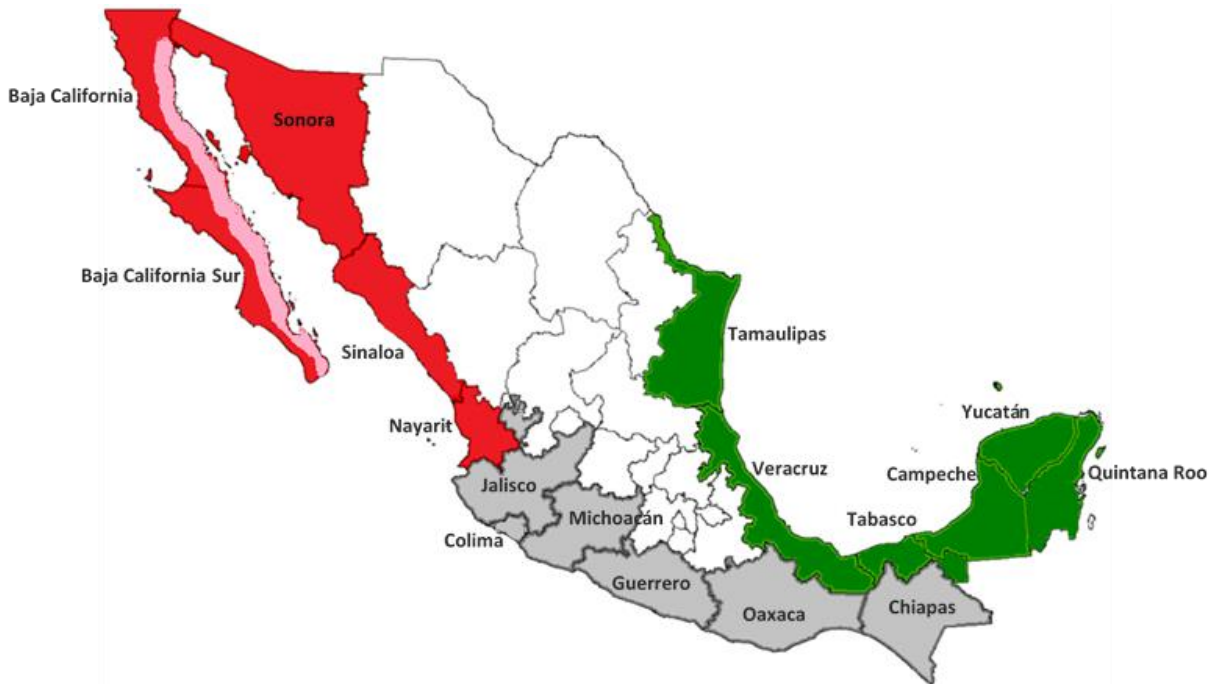 Baja California
Sonora
Baja California Sur
Sinaloa
Tamaulipas
Nayarit
Yucatán
Veracruz
Campeche
Quintana Roo
Jalisco
Michoacán
Tabasco
Colima
Guerrero
Oaxaca
Chiapas